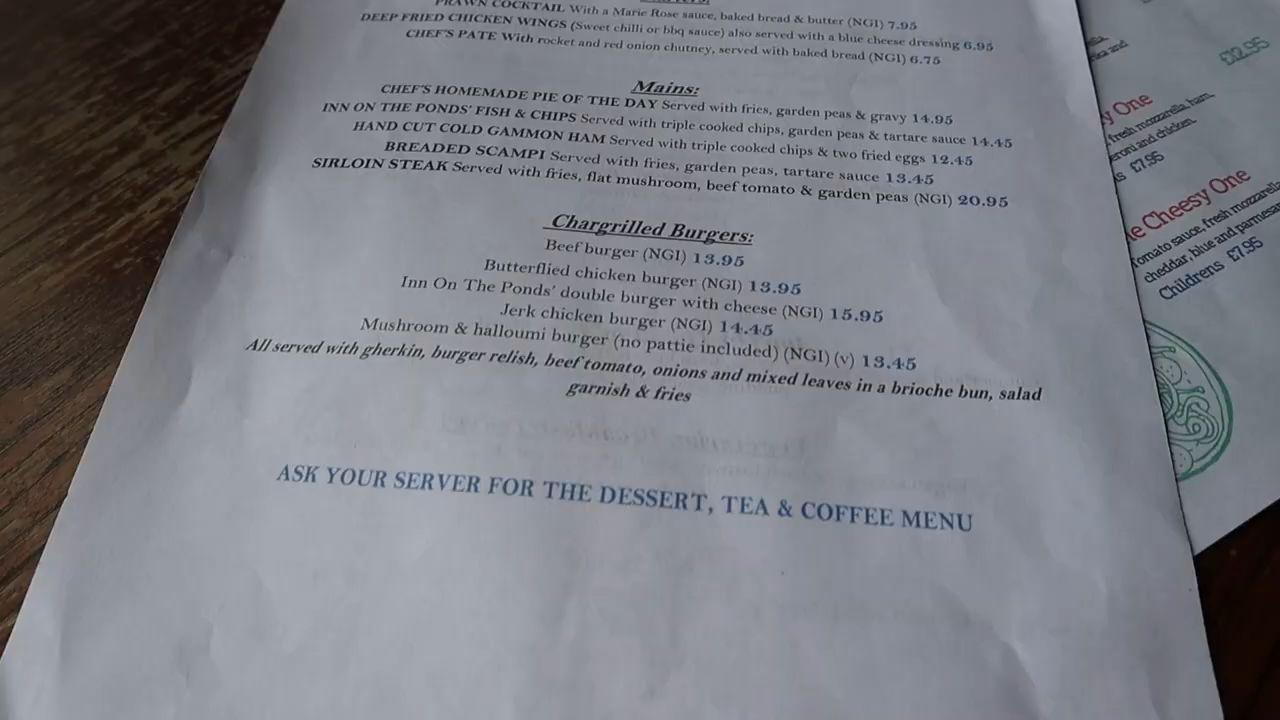 PRAWN COCKTAIL With a Marie Rose sauce, baked bread & butter (NGI) 7.95
DEEP FRIED CHICKEN WINGS (Sweet chilli or bbq sauce) also served with a blue cheese dressing 6.95
CHEF'S PATE With rocket and red onion chutney, served with baked bread (NGI) 6.75
Mains:
CHEF'S HOMEMADE PIE OF THE DAY Served with fries, garden peas & gravy 14.95
INN ON THE PONDS' FISH & CHIPS Served with triple cooked chips, garden peas & tartare sauce 14.45
HAND CUT COLD GAMMON HAM Served with triple cooked chips & two fried eggs 12.45
BREADED SCAMPI Served with fries, garden peas, tartare sauce 13.45
SIRLOIN STEAK Served with fries, flat mushroom, beef tomato & garden peas (NGI) 20.95
Chargrilled Burgers:
Beef burger (NGI) 13.95
Butterflied chicken burger (NGI) 13.95
Inn On The Ponds' double burger with cheese (NGI) 15.95
Jerk chicken burger (NGI) 14.45
Mushroom & halloumi burger (no pattie included) (NGI) (v) 13.45
All served with gherkin, burger relish, beef tomato, onions and mixed leaves in a brioche bun, salad
garnish & fries
ASK YOUR SERVER FOR THE DESSERT, TEA & COFFEE MENU
and
£12.95
y One
fresh mozzarella, ham,
and chicken.
£7.95
Cheesy One
tomato sauce, fresh mozzarella
cheddar, blue and parmesan
Childrens £7.95